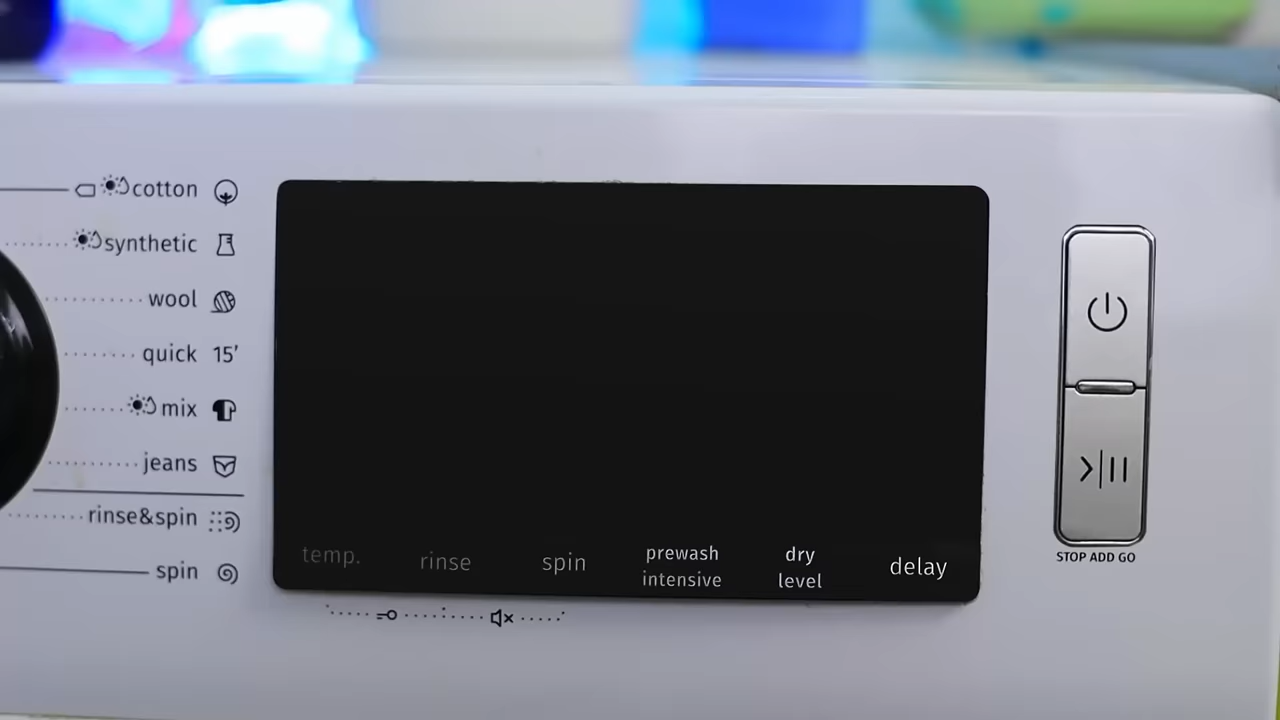 cotton
synthetic
wool
quick 15'
mix
jeans
rinse&spin
spin
temp.
rinse
spin
prewash
intensive
dry
level
delay
STOP ADD GO